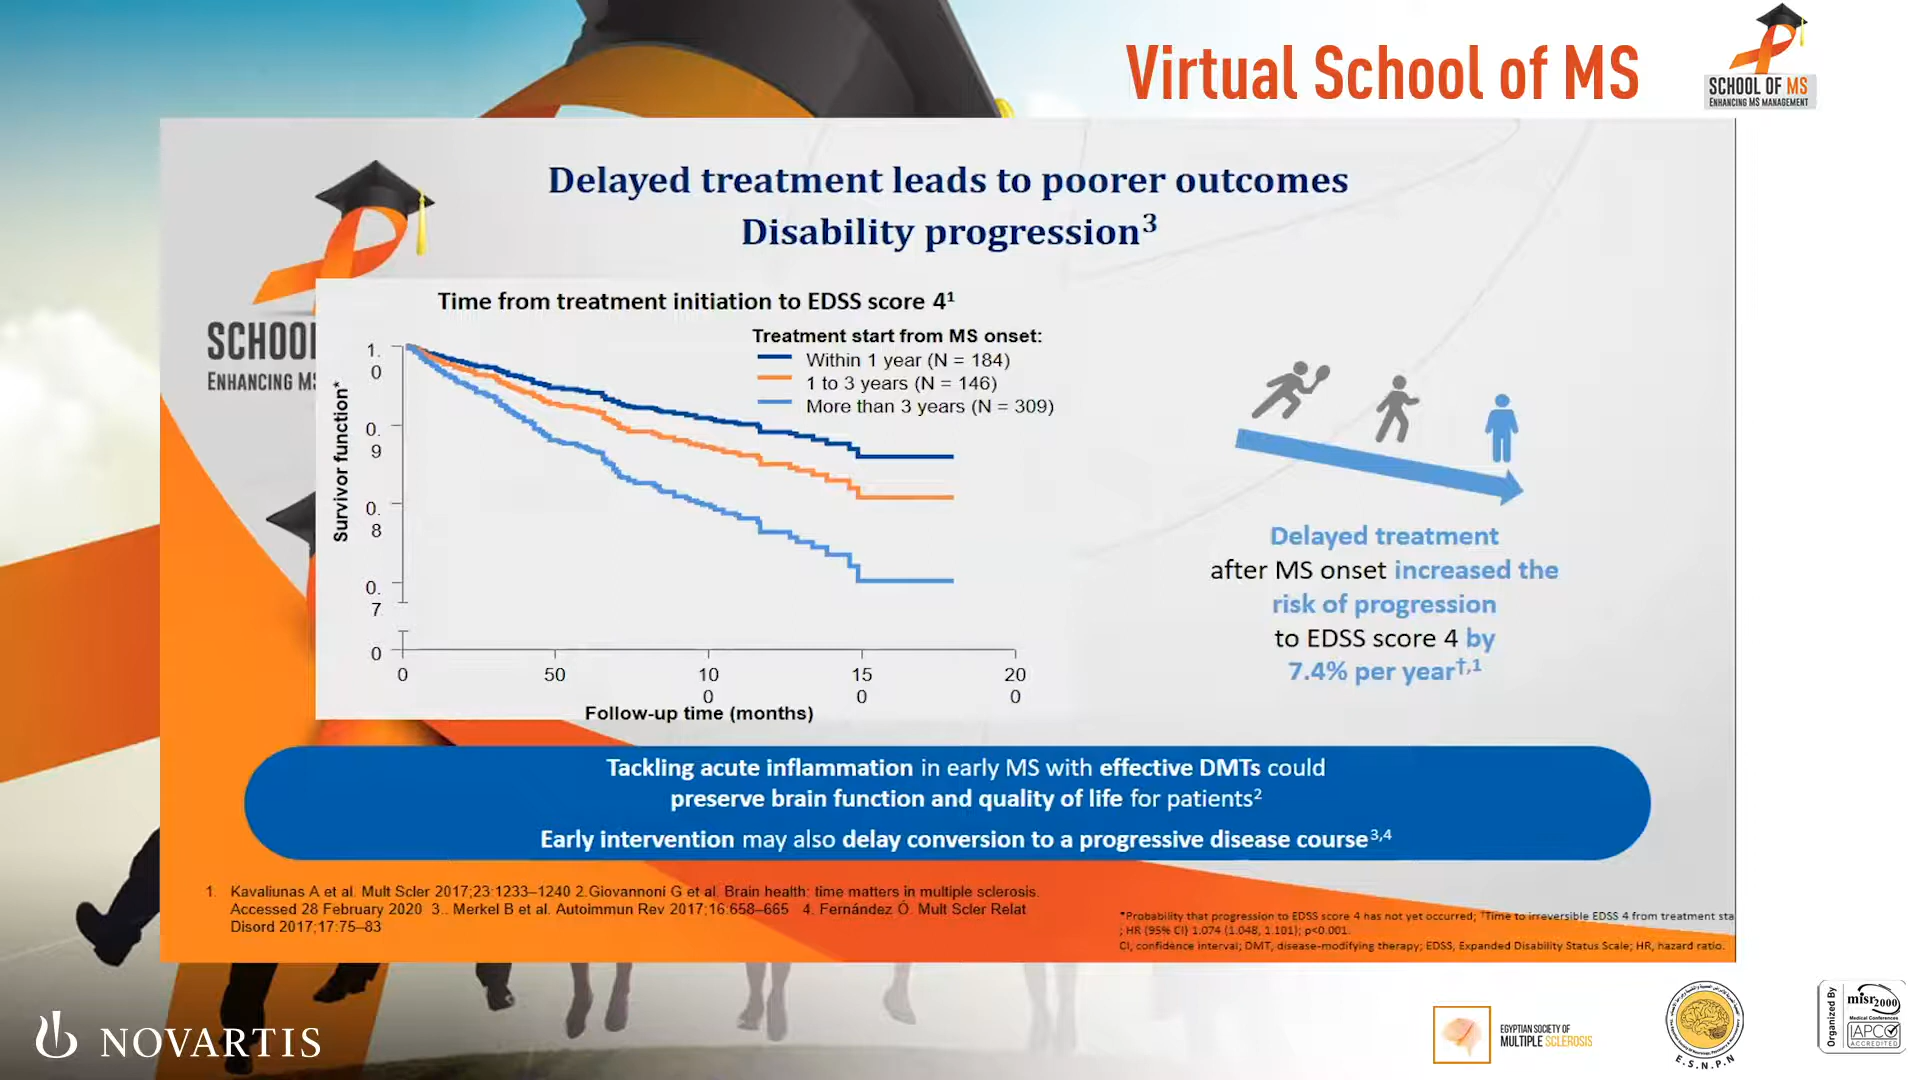 Virtual School of MS
SCHOOL OF MS
ENHANCING MS MANAGEMENT
Delayed treatment leads to poorer outcomes
Disability progression³
SCHOOL
ENHANCING MS
Time from treatment initiation to EDSS score 4¹
Treatment start from MS onset:
Within 1 year (N = 184)
1 to 3 years (N = 146)
More than 3 years (N = 309)
Survivor function*
1.
0
0.
9
0.
8
0.
7
0
0
50
10
0
15
0
20
0
Follow-up time (months)
Delayed treatment
after MS onset increased the
risk of progression
to EDSS score 4 by
7.4% per year†,¹
Tackling acute inflammation in early MS with effective DMTs could
preserve brain function and quality of life for patients²
Early intervention may also delay conversion to a progressive disease course³,⁴
1. Kavaliunas A et al. Mult Scler 2017;23:1233–1240 2.Giovannoni G et al. Brain health: time matters in multiple sclerosis.
Accessed 28 February 2020 3.. Merkel B et al. Autoimmun Rev 2017;16:658–665 4. Fernández Ó. Mult Scler Relat
Disord 2017;17:75–83
*Probability that progression to EDSS score 4 has not yet occurred; †Time to irreversible EDSS 4 from treatment sta
; HR (95% CI) 1.074 (1.048, 1.101); p<0.001.
CI, confidence interval; DMT, disease-modifying therapy; EDSS, Expanded Disability Status Scale; HR, hazard ratio.
NOVARTIS
EGYPTIAN SOCIETY OF
MULTIPLE SCLEROSIS
E.S.N.P.N
Organized By
misr2000
Medical Conferences
IAPCO
ACCREDITED